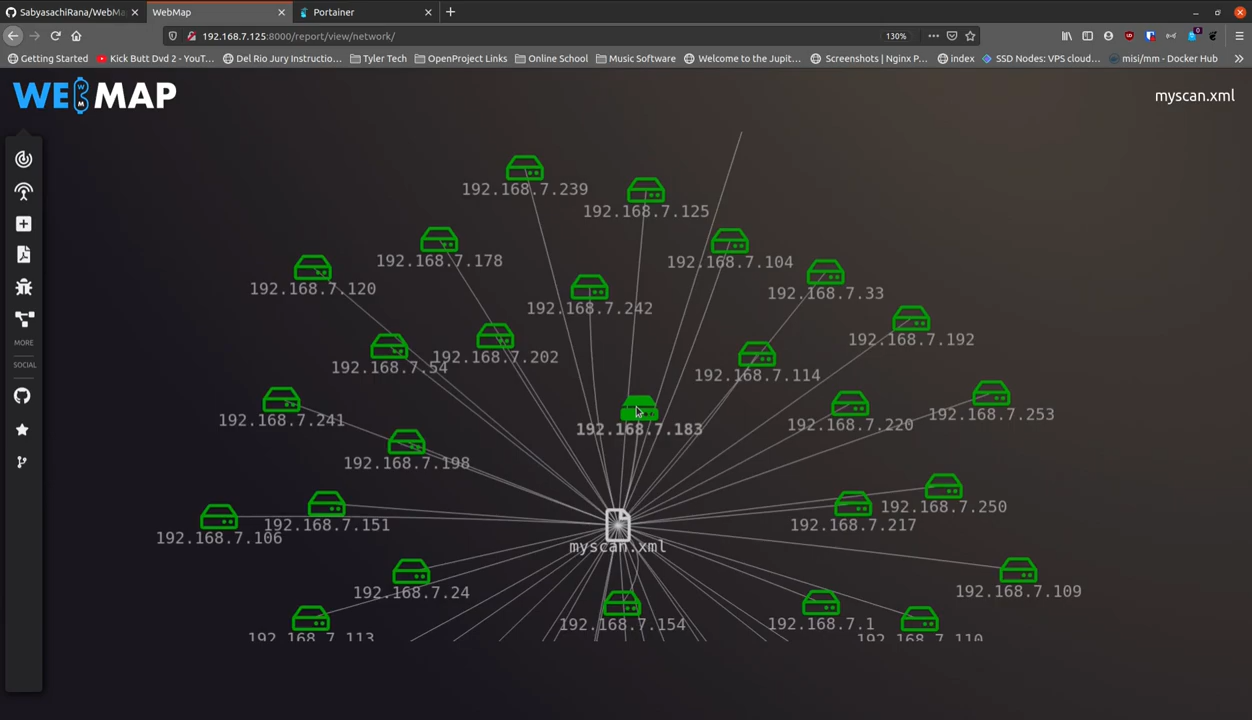 SabyasachiRana/WebMap
WebMap
Portainer
192.168.7.125:8000/report/view/network/
130%
Getting Started
Kick Butt Dvd 2 - YouT...
Del Rio Jury Instructio...
Tyler Tech
OpenProject Links
Online School
Music Software
Welcome to the Jupit...
Screenshots | Nginx P...
index
SSD Nodes: VPS cloud...
misi/mm - Docker Hub
WEBMAP
myscan.xml
192.168.7.239
192.168.7.125
192.168.7.178
192.168.7.104
192.168.7.120
192.168.7.33
192.168.7.242
192.168.7.192
192.168.7.202
192.168.7.54
192.168.7.114
MORE
SOCIAL
192.168.7.241
192.168.7.183
192.168.7.220
192.168.7.253
192.168.7.198
192.168.7.250
192.168.7.151
192.168.7.217
192.168.7.106
myscan.xml
192.168.7.24
192.168.7.109
192.168.7.154
192.168.7.1
192.168.7.113
192.168.7.110